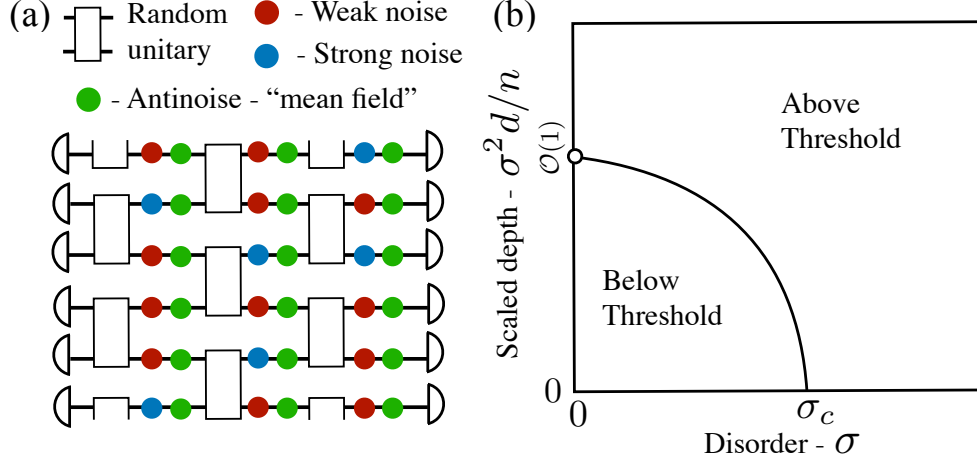 (a)
Random
unitary
- Weak noise
- Strong noise
- Antinoise - “mean field”
(b)
Scaled depth - σ²d/n
O(1)
0
Above
Threshold
Below
Threshold
0
σc
Disorder - σ